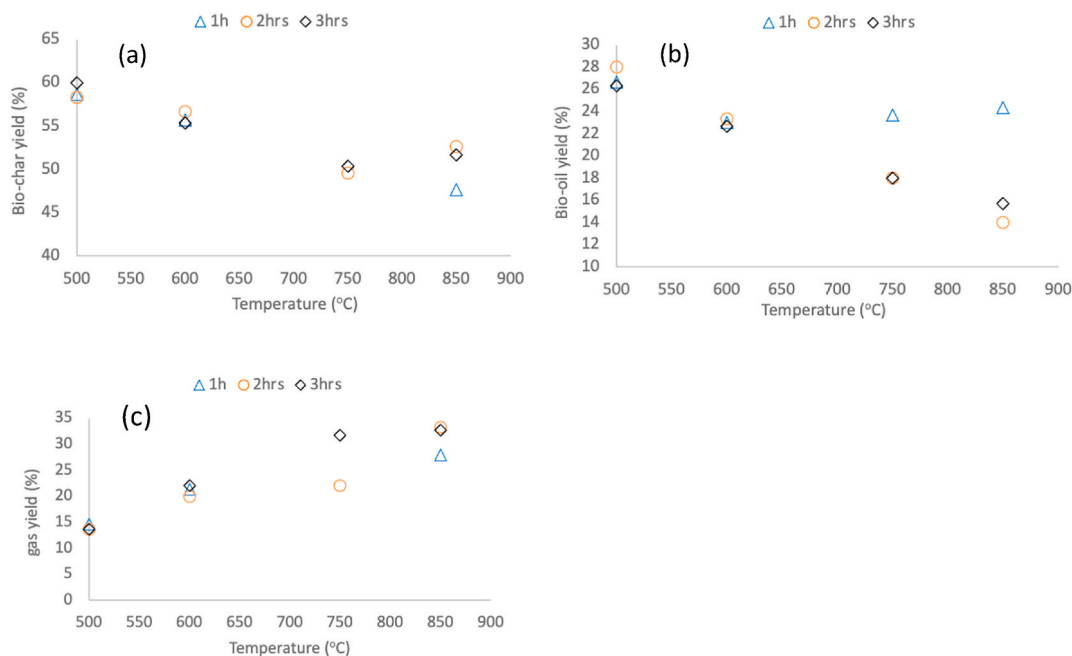 1h 2hrs 3hrs
(a)
Bio-char yield (%)
65
60
55
50
45
40
500 550 600 650 700 750 800 850 900
Temperature (°C)
1h 2hrs 3hrs
(b)
Bio-oil yield (%)
30
28
26
24
22
20
18
16
14
12
10
500 550 600 650 700 750 800 850 900
Temperature (°C)
1h 2hrs 3hrs
(c)
gas yield (%)
35
30
25
20
15
10
5
0
500 550 600 650 700 750 800 850 900
Temperature (°C)